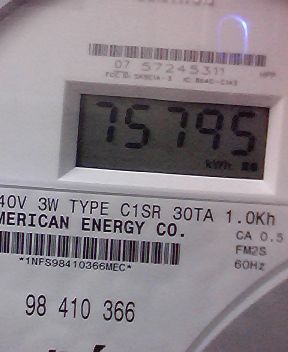 07 57245311
75795
kWh
40V 3W TYPE C1SR 30TA 1.0Kh
MERICAN ENERGY CO.
CA 0.5
FM2S
60Hz
*1NFS98410366MEC*
98 410 366